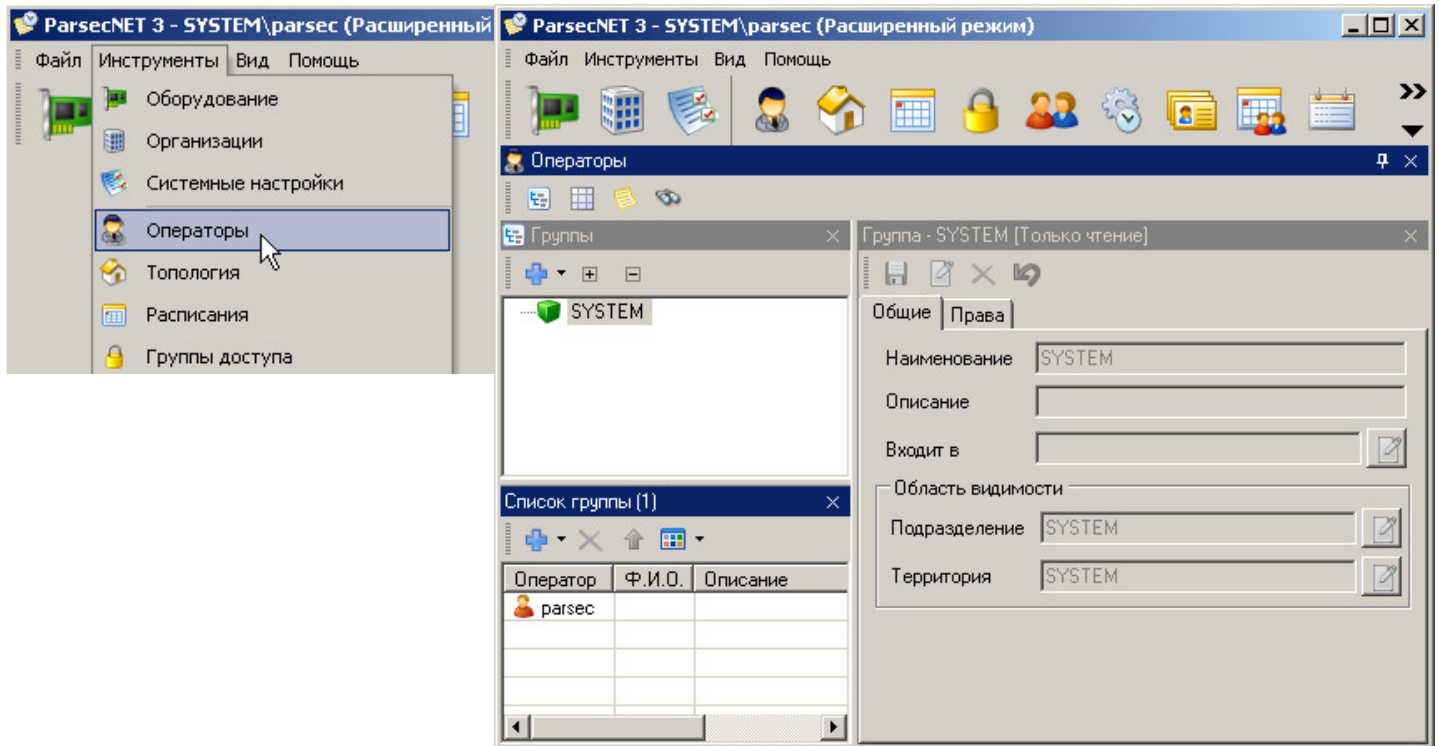 ParsecNET 3 - SYSTEM\parsec (Расширенный
Файл Инструменты Вид Помощь
Оборудование
Организации
Системные настройки
Операторы
Топология
Расписания
Группы доступа
ParsecNET 3 - SYSTEM\parsec (Расширенный режим)
Файл Инструменты Вид Помощь
Операторы
Группы
SYSTEM
Список группы (1)
Оператор Ф.И.О. Описание
parsec
Группа - SYSTEM [Только чтение]
Общие Права
Наименование SYSTEM
Описание
Входит в
Область видимости
Подразделение SYSTEM
Территория SYSTEM